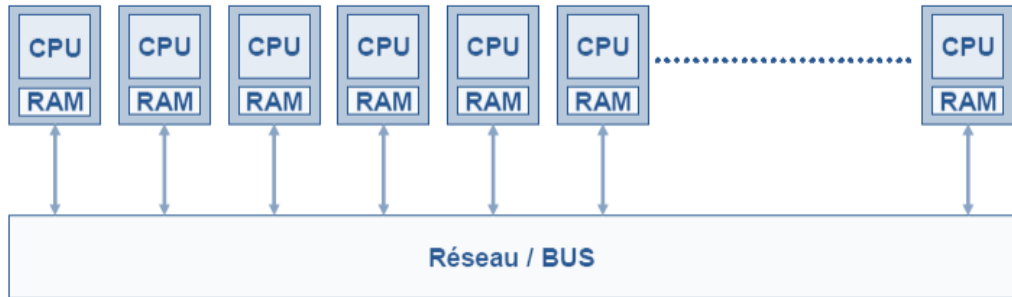 CPU CPU CPU CPU CPU CPU CPU
RAM RAM RAM RAM RAM RAM RAM
Réseau / BUS